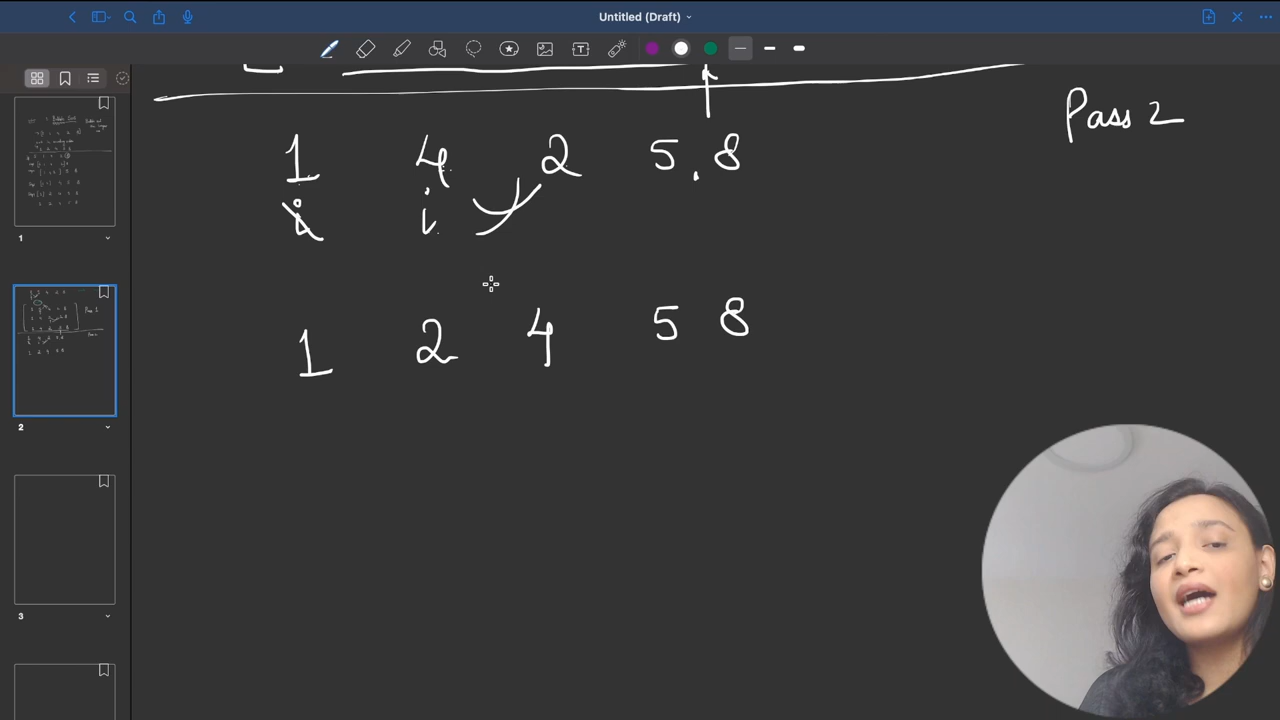 Untitled (Draft)
Pass 2
1 4 2 5 8
i i
1 2 4 5 8
1
2
3